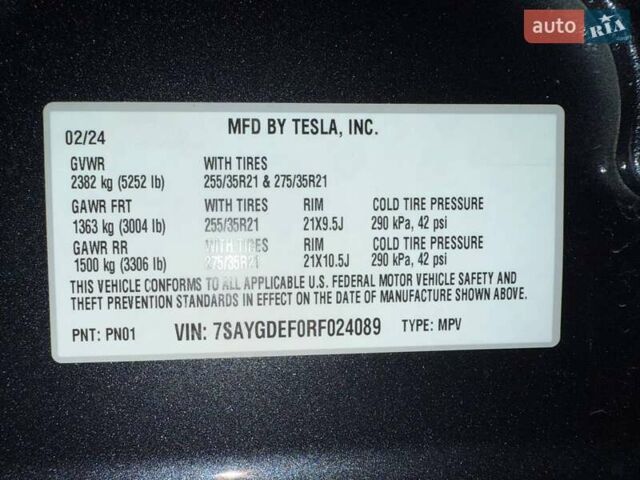 auto RIA
MFD BY TESLA, INC.
02/24
GVWR WITH TIRES
2382 kg (5252 lb) 255/35R21 & 275/35R21
GAWR FRT WITH TIRES RIM COLD TIRE PRESSURE
1363 kg (3004 lb) 255/35R21 21X9.5J 290 kPa, 42 psi
GAWR RR WITH TIRES RIM COLD TIRE PRESSURE
1500 kg (3306 lb) 275/35R21 21X10.5J 290 kPa, 42 psi
THIS VEHICLE CONFORMS TO ALL APPLICABLE U.S. FEDERAL MOTOR VEHICLE SAFETY AND
THEFT PREVENTION STANDARDS IN EFFECT ON THE DATE OF MANUFACTURE SHOWN ABOVE.
PNT: PN01 VIN: 7SAYGDEF0RF024089 TYPE: MPV